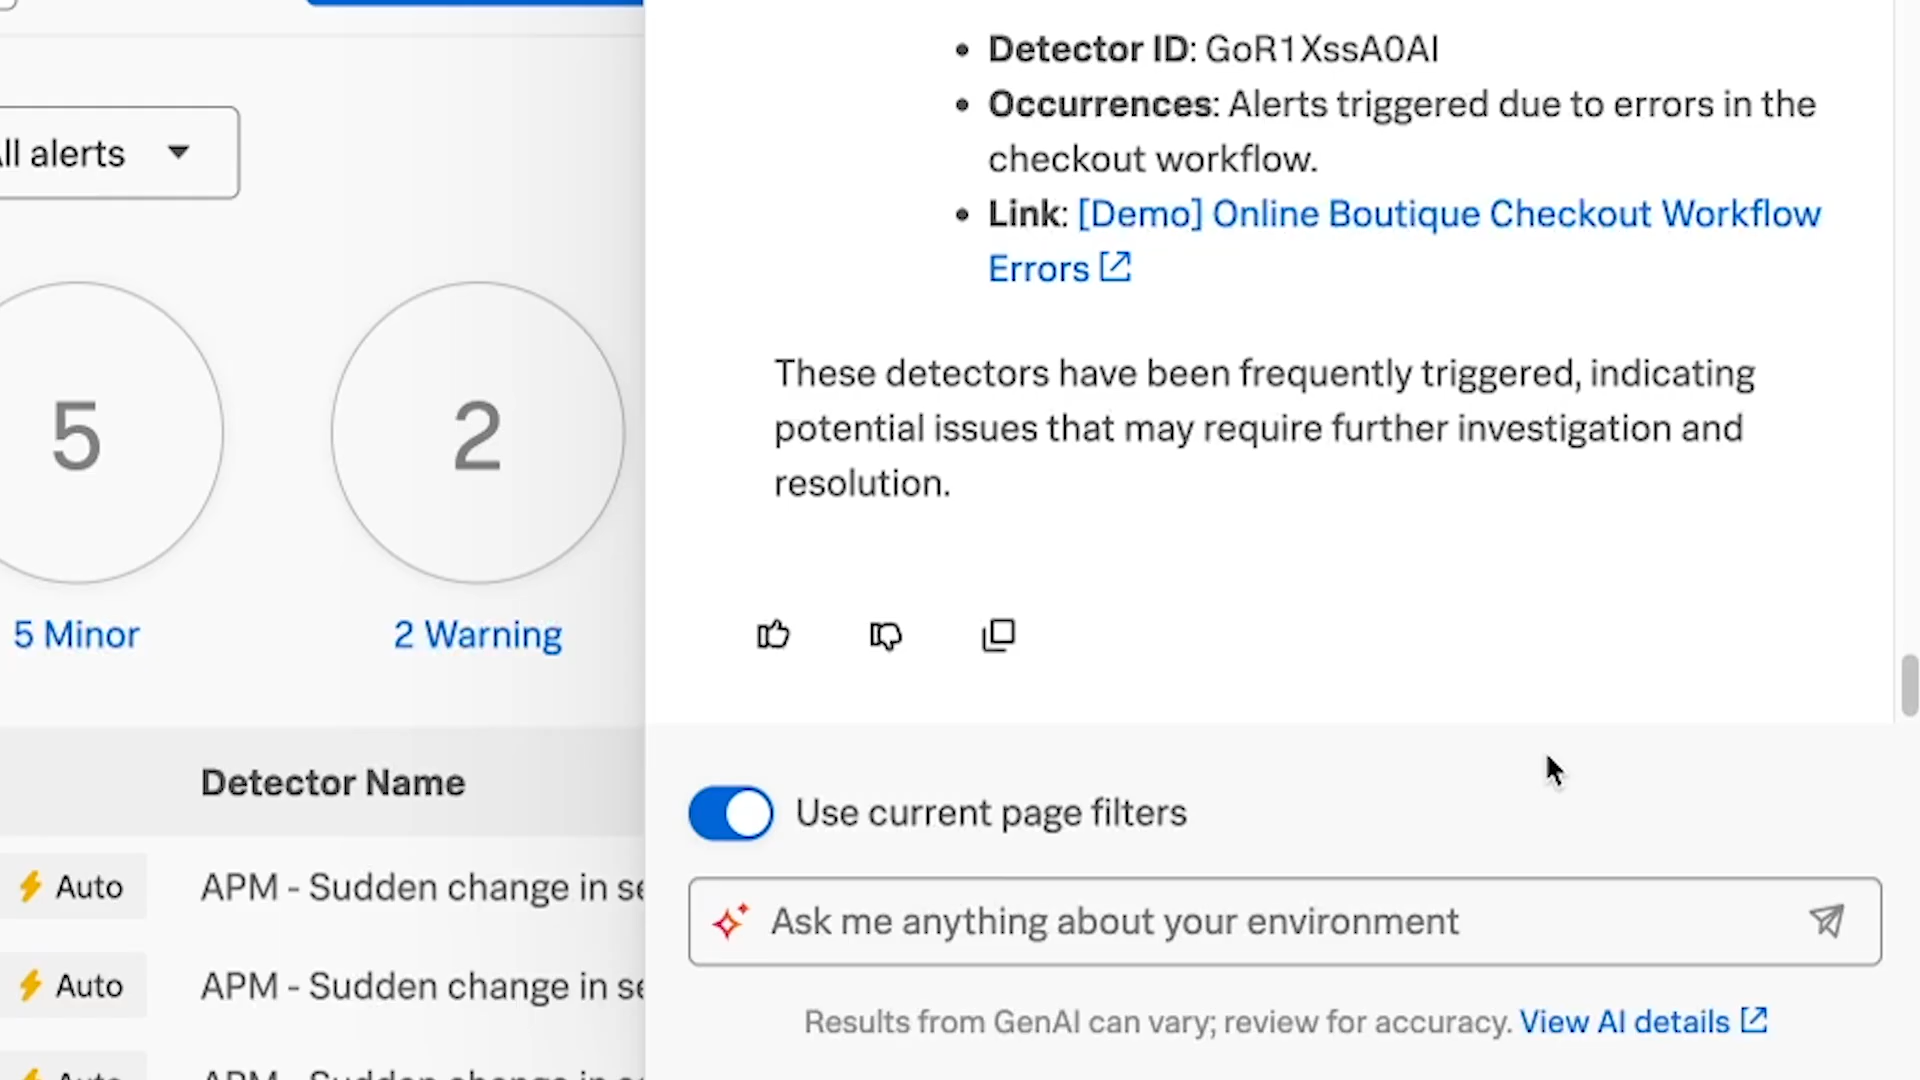 ll alerts
5
2
5 Minor
2 Warning
Detector Name
Auto
APM - Sudden change in se
Auto
APM - Sudden change in se
Detector ID: GoR1XssA0AI
Occurrences: Alerts triggered due to errors in the
checkout workflow.
Link: [Demo] Online Boutique Checkout Workflow
Errors
These detectors have been frequently triggered, indicating
potential issues that may require further investigation and
resolution.
Use current page filters
Ask me anything about your environment
Results from GenAI can vary; review for accuracy. View AI details